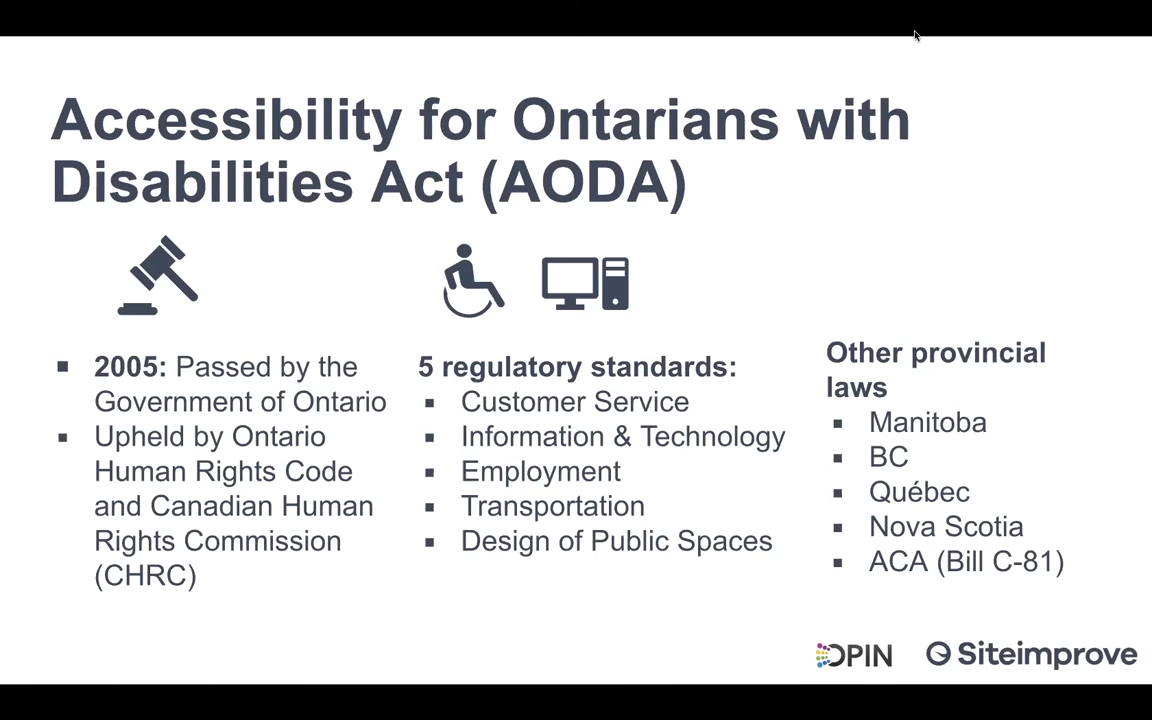 Accessibility for Ontarians with
Disabilities Act (AODA)
▪ 2005: Passed by the
Government of Ontario
▪ Upheld by Ontario
Human Rights Code
and Canadian Human
Rights Commission
(CHRC)
5 regulatory standards:
▪ Customer Service
▪ Information & Technology
▪ Employment
▪ Transportation
▪ Design of Public Spaces
Other provincial
laws
▪ Manitoba
▪ BC
▪ Québec
▪ Nova Scotia
▪ ACA (Bill C-81)
DPIN
Siteimprove